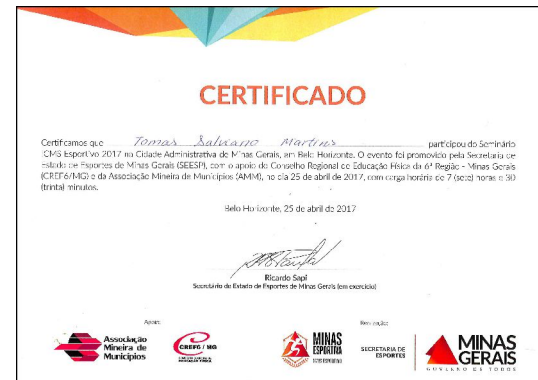 CERTIFICADO
Certificamos que Tomas Salviano Martins participou do Seminário
ICMS Esportivo 2017 na Cidade Administrativa de Minas Gerais, em Belo Horizonte. O evento foi promovido pela Secretaria de
Estado de Esportes de Minas Gerais (SEESP), com o apoio do Conselho Regional de Educação Física da 6ª Região - Minas Gerais
(CREF6/MG) e da Associação Mineira de Municípios (AMM), no dia 25 de abril de 2017, com carga horária de 7 (sete) horas e 30
(trinta) minutos.
Belo Horizonte, 25 de abril de 2017
Ricardo Sapi
Secretário de Estado de Esportes de Minas Gerais (em exercício)
Apoio:
Realização:
Associação
Mineira de
Municípios
CREF6 / MG
MINAS
ESPORTIVA
ICMS ESPORTIVO
SECRETARIA DE
ESPORTES
MINAS
GERAIS
GOVERNO DE TODOS